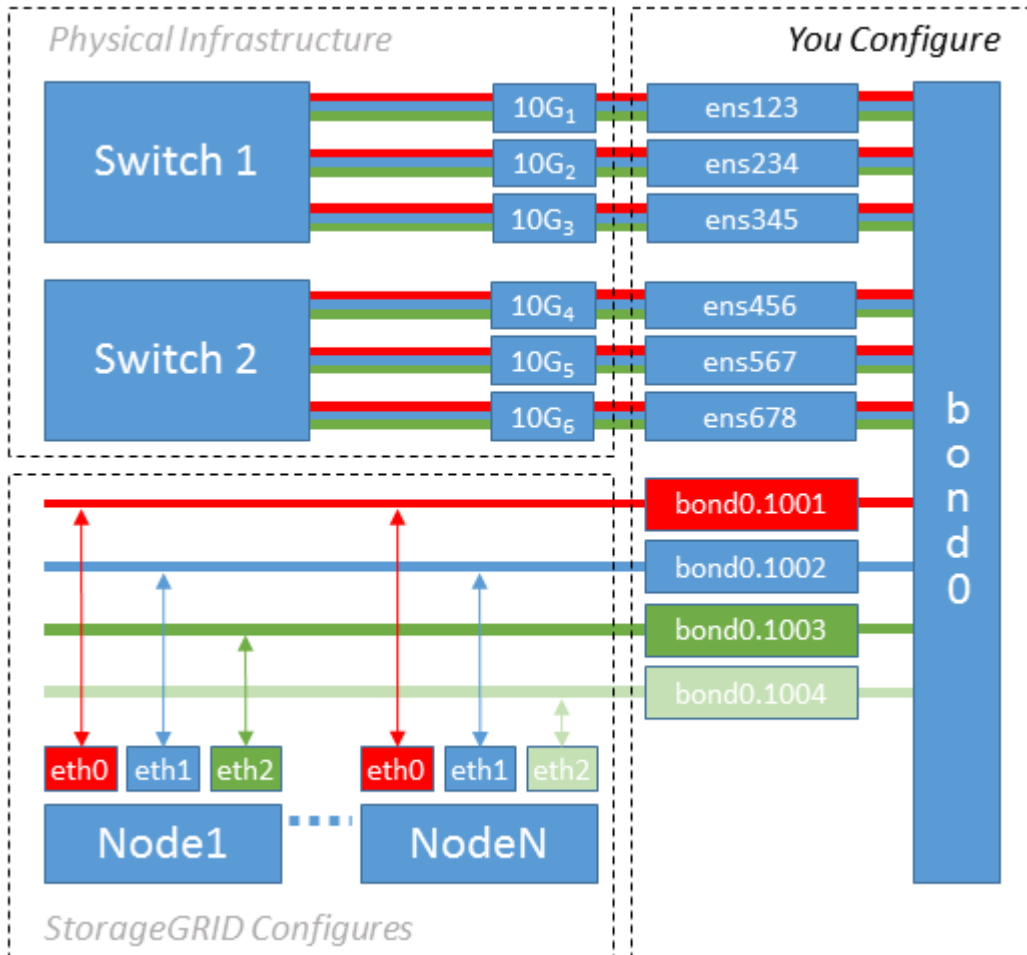 Physical Infrastructure
You Configure
Switch 1
10G₁
ens123
10G₂
ens234
10G₃
ens345
Switch 2
10G₄
ens456
10G₅
ens567
10G₆
ens678
bond0
bond0.1001
bond0.1002
bond0.1003
bond0.1004
eth0 eth1 eth2
eth0 eth1 eth2
Node1
NodeN
StorageGRID Configures